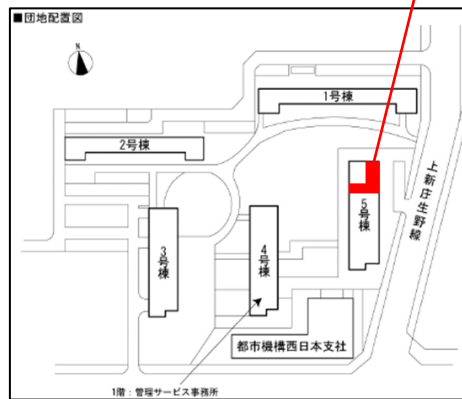 ■団地配置図
N
1号棟
2号棟
上新庄生野線
5号棟
3号棟
4号棟
都市機構西日本支社
1階：管理サービス事務所